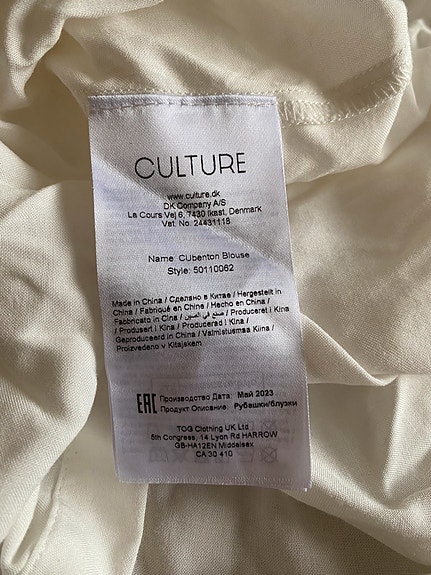 CULTURE
www.culture.dk
DK Company A/S
La Cours Vej 6, 7430 Ikast, Denmark
Vat. No. 24431118
Name: CUbenton Blouse
Style: 50110062
Made in China / Сделано в Китае / Hergestellt in
China / Fabriqué en Chine / Hecho en China /
Fabbricato in Cina / صنع في الصين / Produceret i Kina
/ Produsert i Kina / Producerad i Kina /
Geproduceerd in China / Valmistusmaa Kiina /
Proizvedeno v Kitajskem
EAC Производство Дата: Май 2023
Продукт Описание: Рубашки/блузки
TOG Clothing UK Ltd
5th Congress, 14 Lyon Rd HARROW
GB-HA12EN Middelsex
CA 30 410